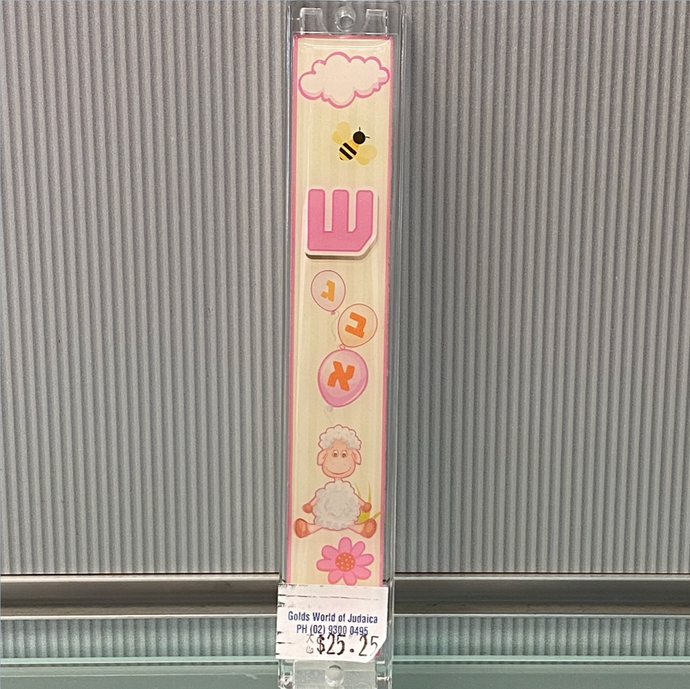 ש
ג
ב
א
Golds World of Judaica
PH (02) 9300 0495
$25.25